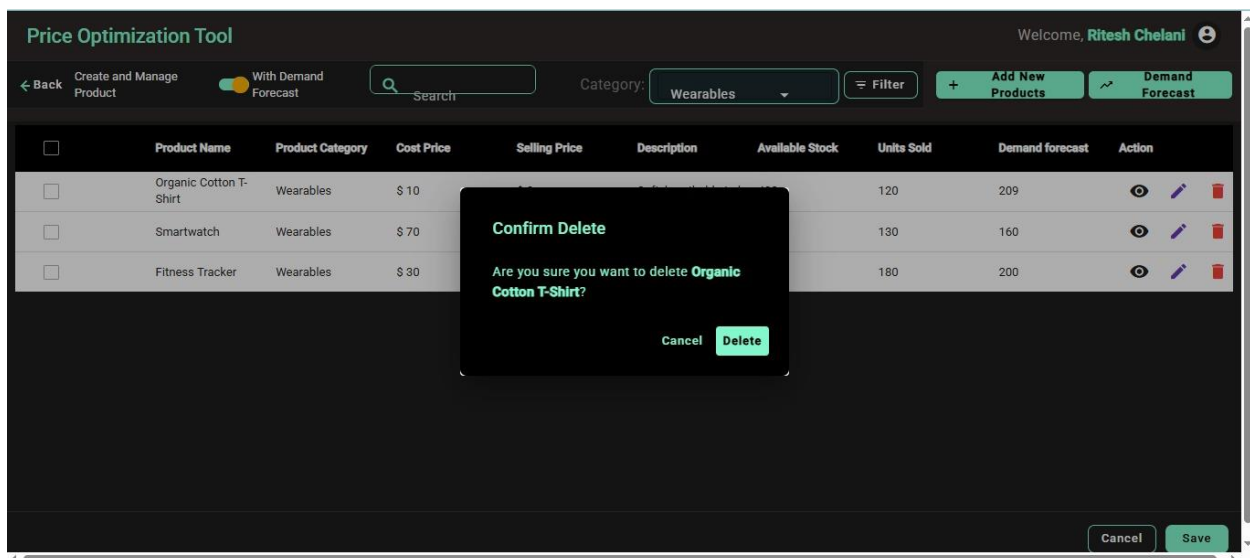 Price Optimization Tool
Welcome, Ritesh Chelani
Back
Create and Manage
Product
With Demand
Forecast
Search
Category:
Wearables
Filter
+ Add New
Products
Demand
Forecast
Product Name Product Category Cost Price Selling Price Description Available Stock Units Sold Demand forecast Action
Organic Cotton T-
Shirt
Wearables $ 10 120 209
Smartwatch Wearables $ 70 130 160
Fitness Tracker Wearables $ 30 180 200
Confirm Delete
Are you sure you want to delete Organic
Cotton T-Shirt?
Cancel Delete
Cancel Save